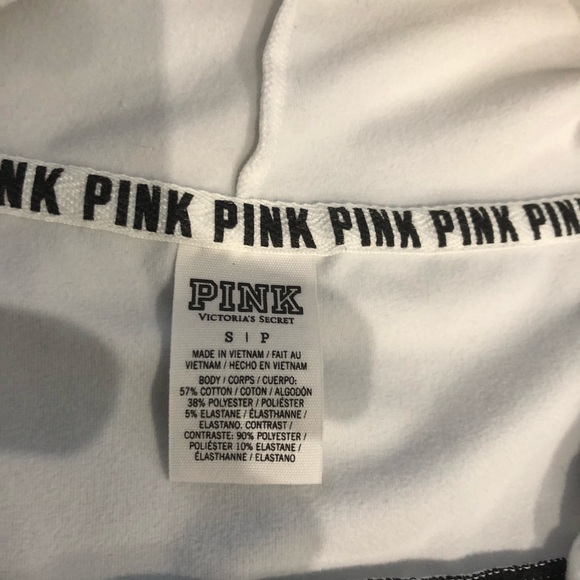 NK PINK PINK PINK PINK PIN
PINK
VICTORIA'S SECRET
S | P
MADE IN VIETNAM / FAIT AU
VIETNAM / HECHO EN VIETNAM
BODY / CORPS / CUERPO:
57% COTTON / COTON / ALGODÓN
38% POLYESTER / POLIÉSTER
5% ELASTANE / ÉLASTHANNE /
ELASTANO. CONTRAST /
CONTRASTE: 90% POLYESTER /
POLIÉSTER 10% ELASTANE /
ÉLASTHANNE / ELASTANO